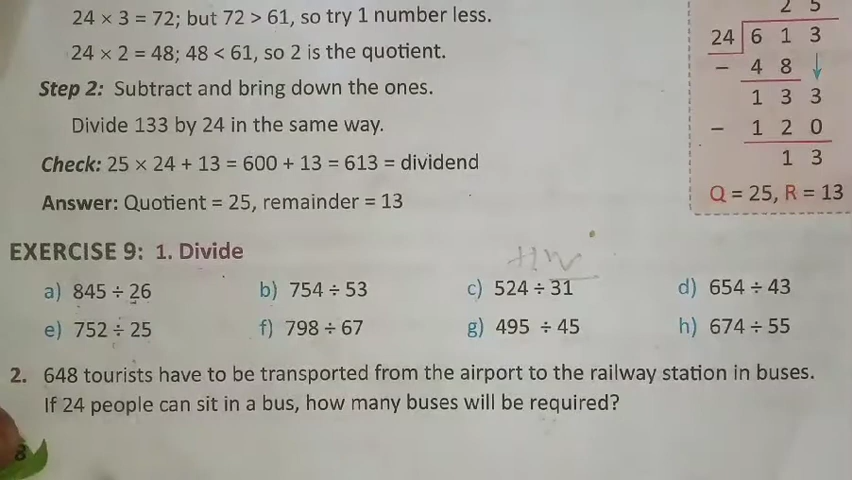 24 × 3 = 72; but 72 > 61, so try 1 number less.
24 × 2 = 48; 48 < 61, so 2 is the quotient.
Step 2: Subtract and bring down the ones.
Divide 133 by 24 in the same way.
Check: 25 × 24 + 13 = 600 + 13 = 613 = dividend
Answer: Quotient = 25, remainder = 13
2 5
24 6 1 3
– 4 8 ↓
1 3 3
– 1 2 0
1 3
Q = 25, R = 13
EXERCISE 9: 1. Divide
HW
a) 845 ÷ 26 b) 754 ÷ 53 c) 524 ÷ 31 d) 654 ÷ 43
e) 752 ÷ 25 f) 798 ÷ 67 g) 495 ÷ 45 h) 674 ÷ 55
2. 648 tourists have to be transported from the airport to the railway station in buses.
If 24 people can sit in a bus, how many buses will be required?
8